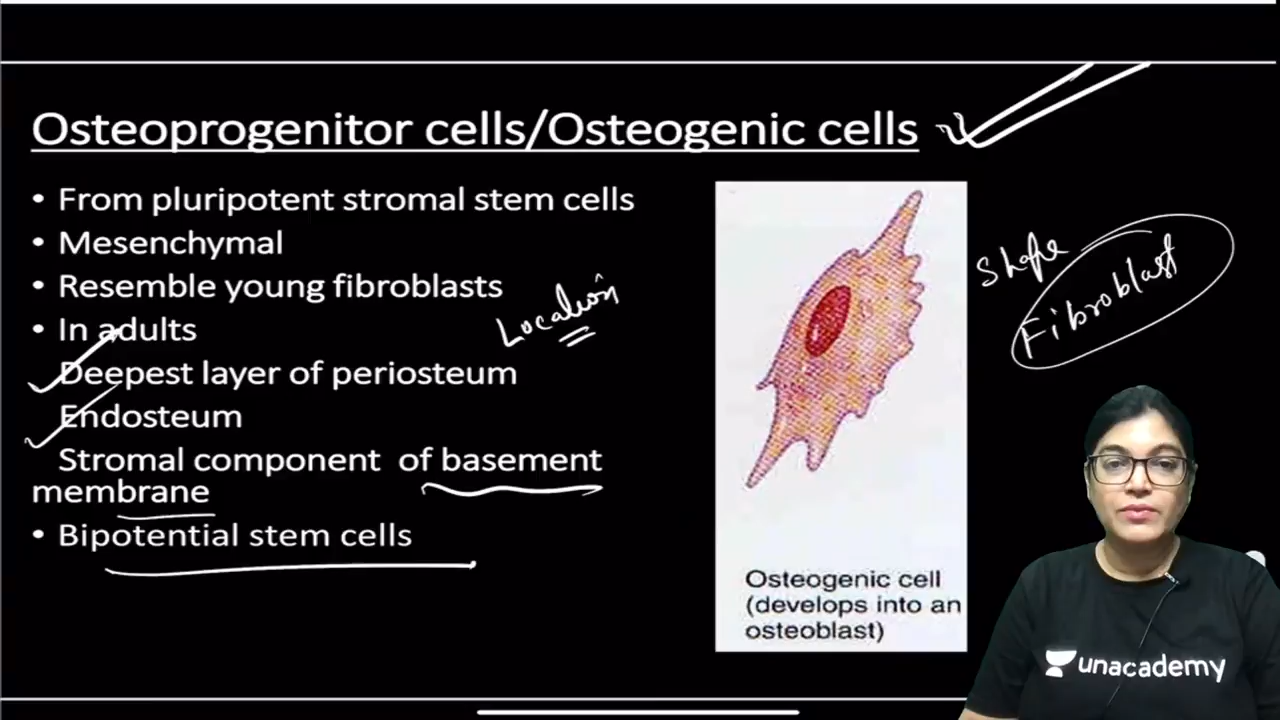 Osteoprogenitor cells/Osteogenic cells
• From pluripotent stromal stem cells
• Mesenchymal
• Resemble young fibroblasts
Location
• In adults
Deepest layer of periosteum
Endosteum
Stromal component of basement
membrane
• Bipotential stem cells
Shape
Fibroblast
Osteogenic cell
(develops into an
osteoblast)
unacademy